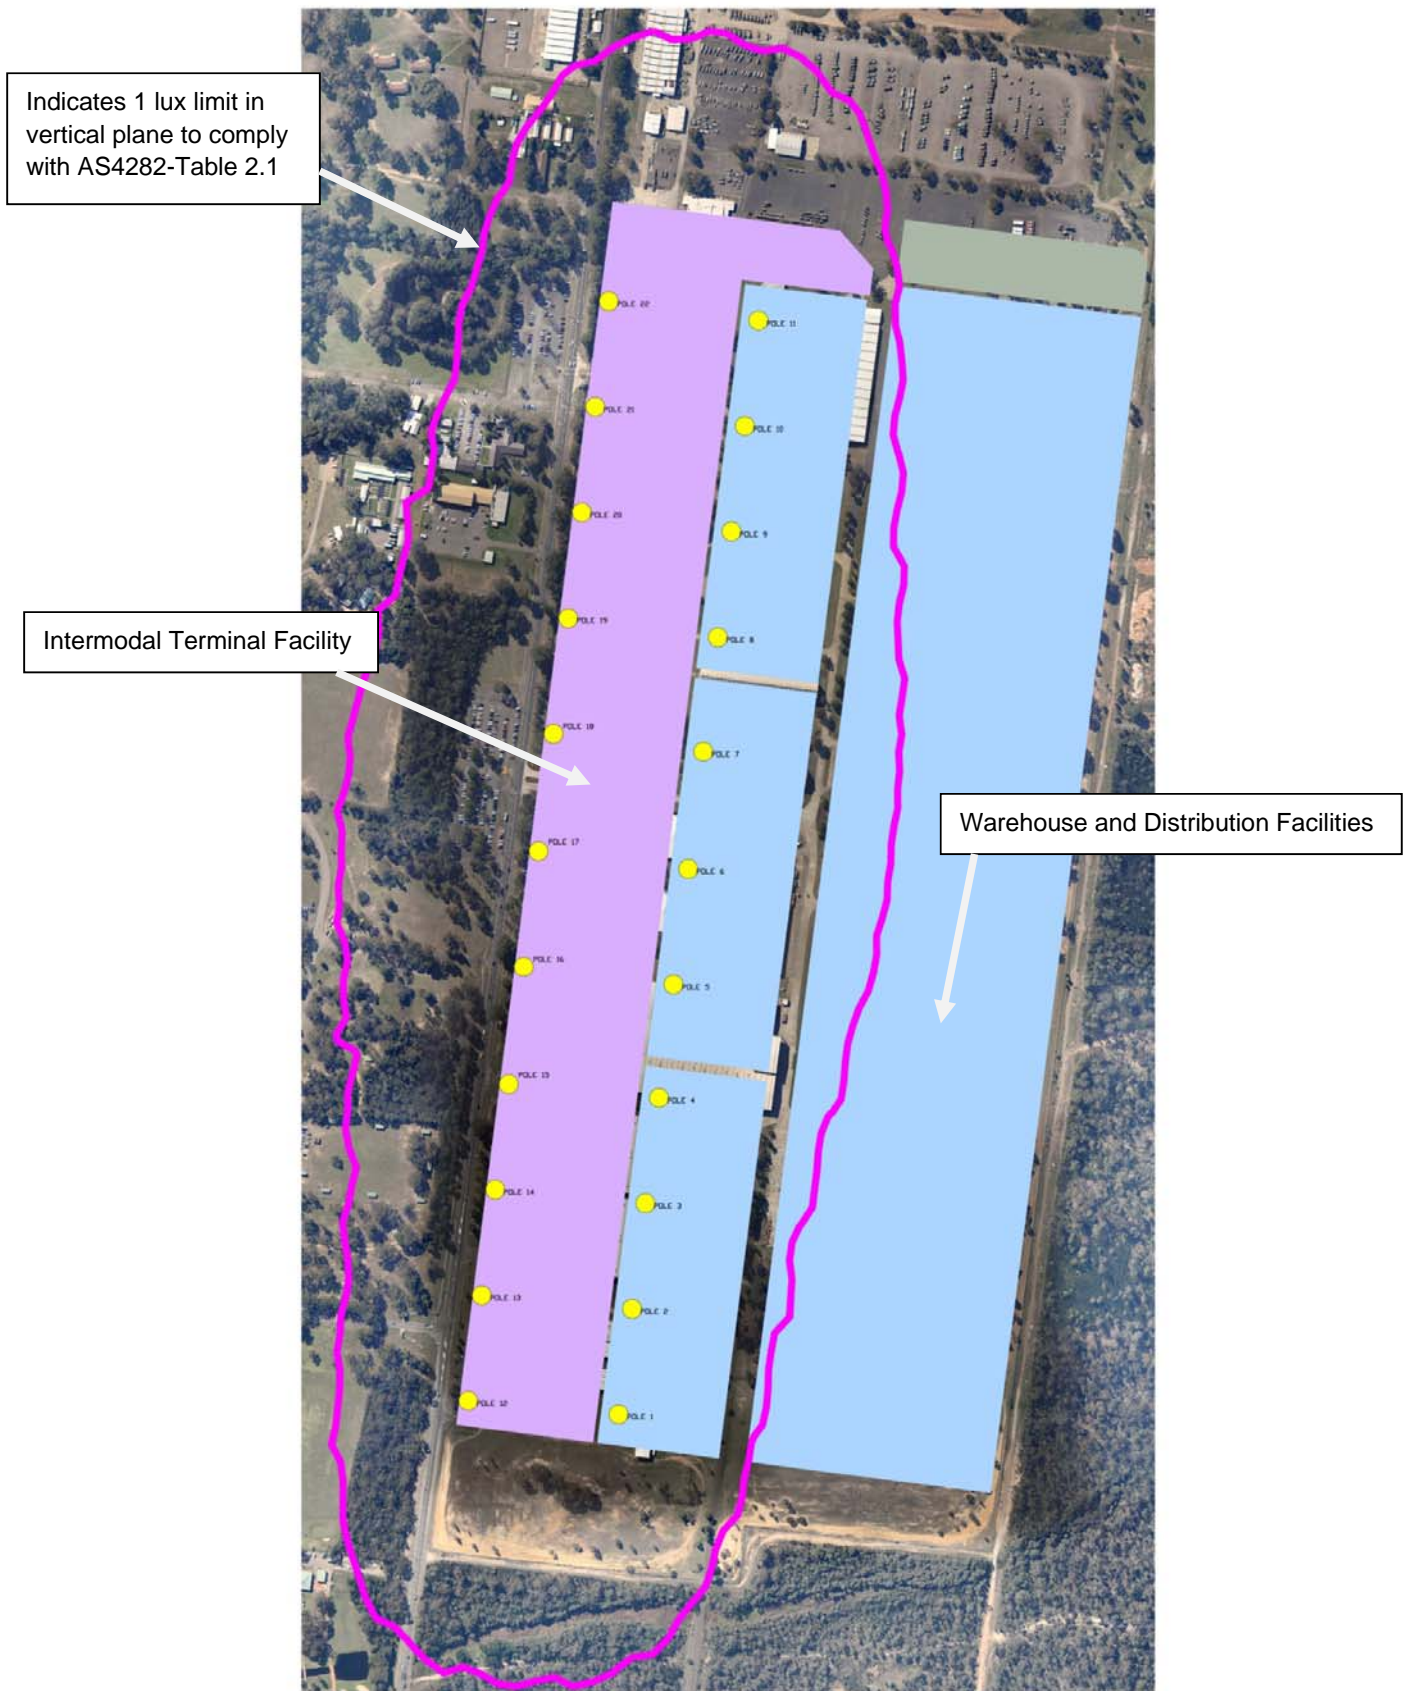 Indicates 1 lux limit in
vertical plane to comply
with AS4282-Table 2.1
POLE 22
POLE 11
POLE 21
POLE 10
POLE 20
POLE 9
POLE 19
POLE 8
Intermodal Terminal Facility
POLE 18
POLE 7
Warehouse and Distribution Facilities
POLE 17
POLE 6
POLE 16
POLE 5
POLE 15
POLE 4
POLE 14
POLE 3
POLE 13
POLE 2
POLE 12
POLE 1